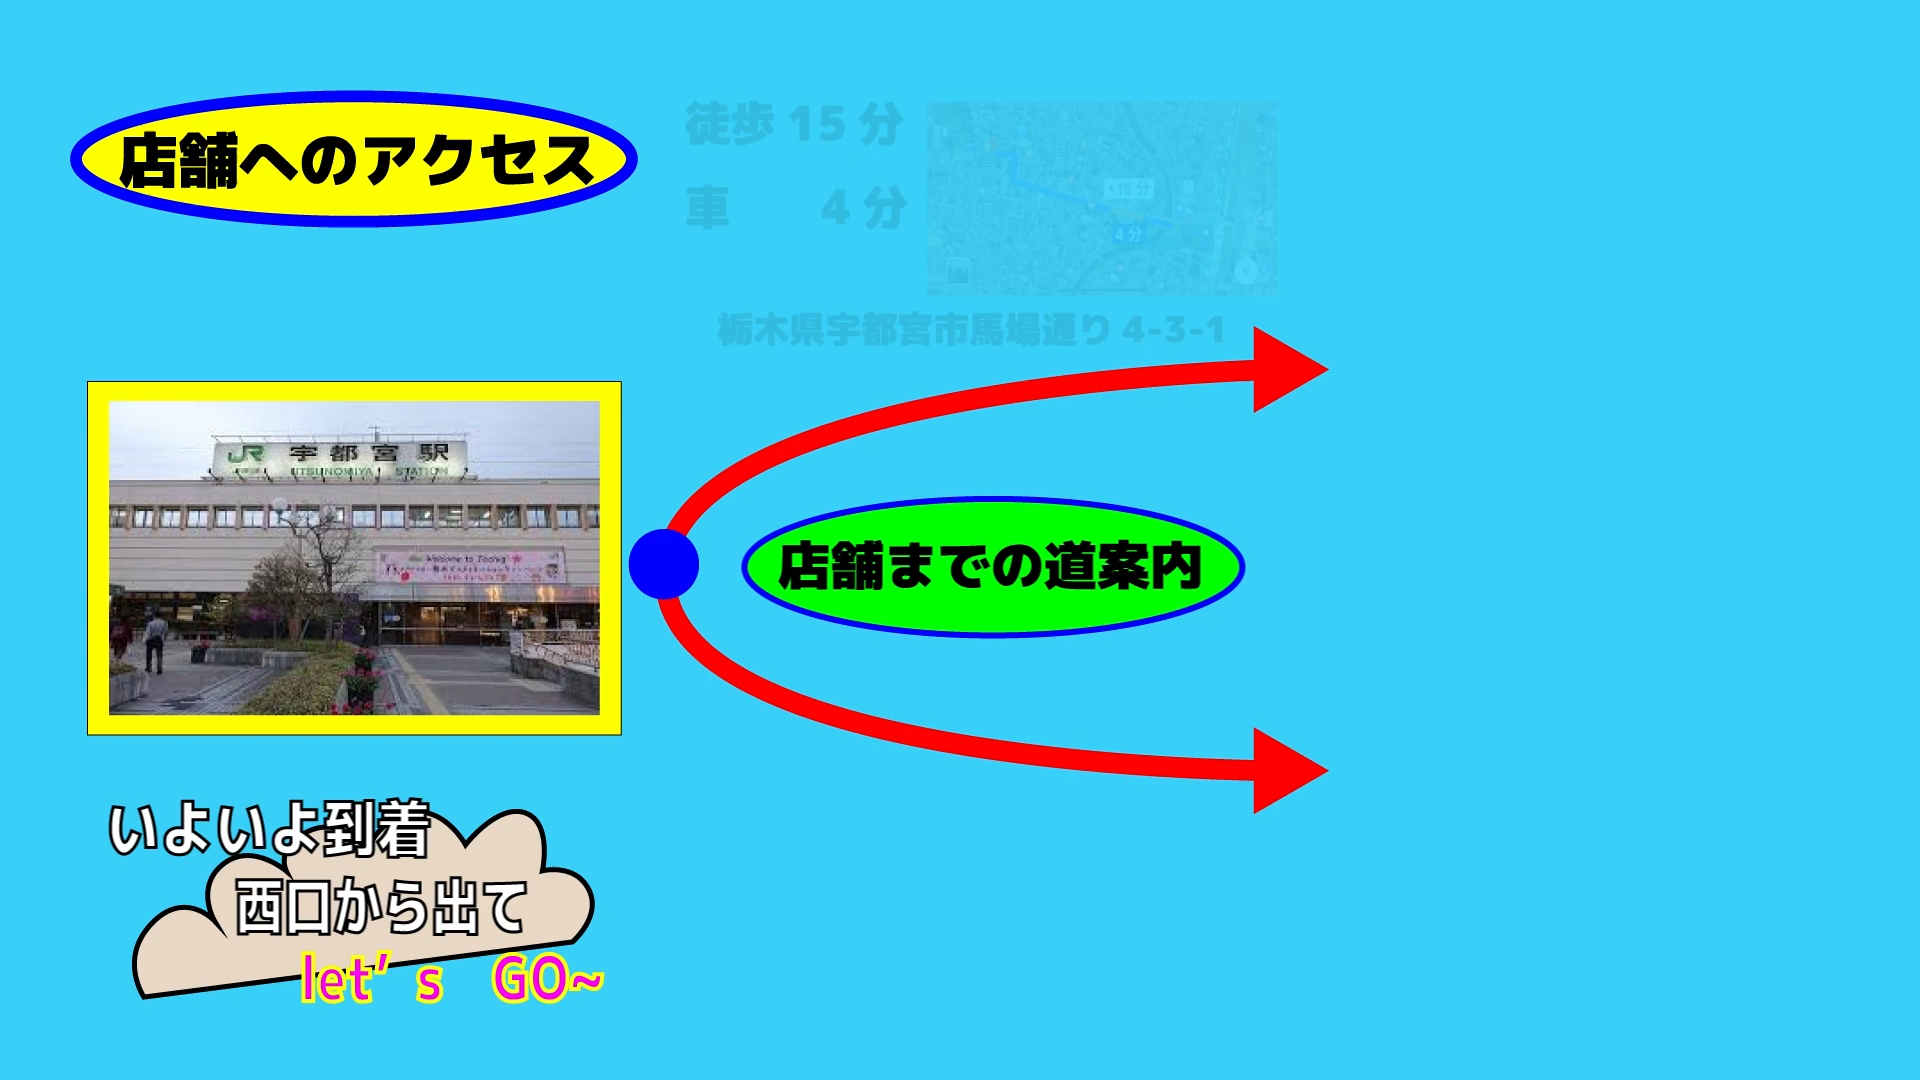 店舗へのアクセス
徒歩 15 分
車 4 分
15 分
4 分
栃木県宇都宮市馬場通り 4-3-1
JR 宇都宮駅
UTSUNOMIYA STATION
Welcome to Tochigi
店舗までの道案内
いよいよ到着
西口から出て
let’s GO~